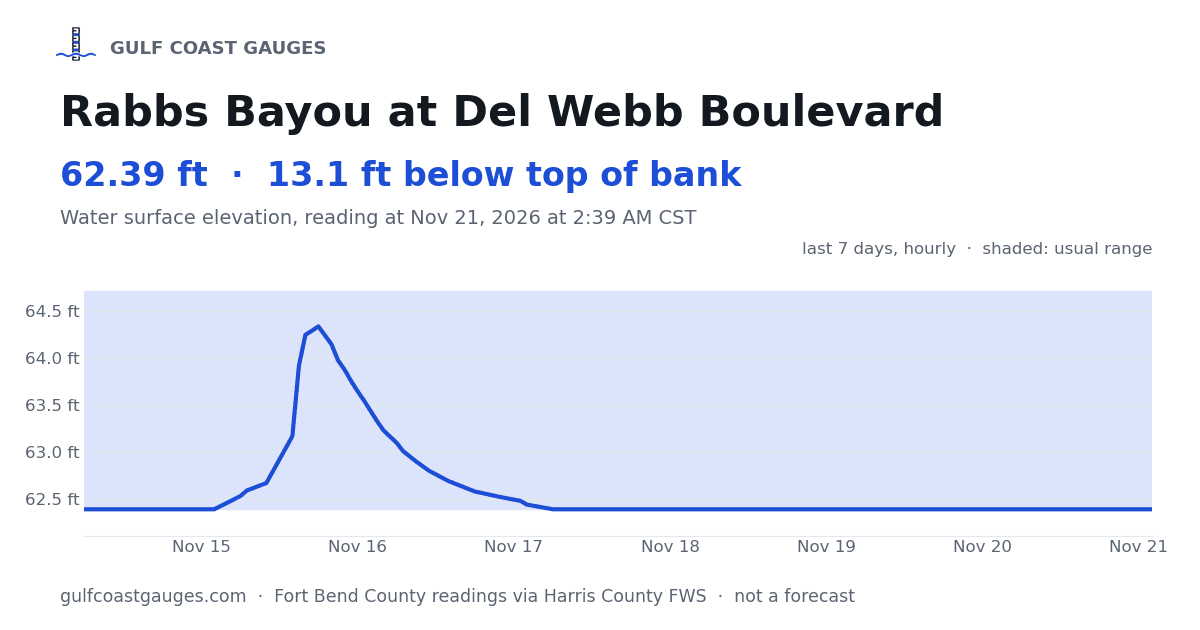 GULF COAST GAUGES
Rabbs Bayou at Del Webb Boulevard
62.39 ft · 13.1 ft below top of bank
Water surface elevation, reading at Nov 21, 2026 at 2:39 AM CST
last 7 days, hourly · shaded: usual range
64.5 ft
64.0 ft
63.5 ft
63.0 ft
62.5 ft
Nov 15 Nov 16 Nov 17 Nov 18 Nov 19 Nov 20 Nov 21
gulfcoastgauges.com · Fort Bend County readings via Harris County FWS · not a forecast